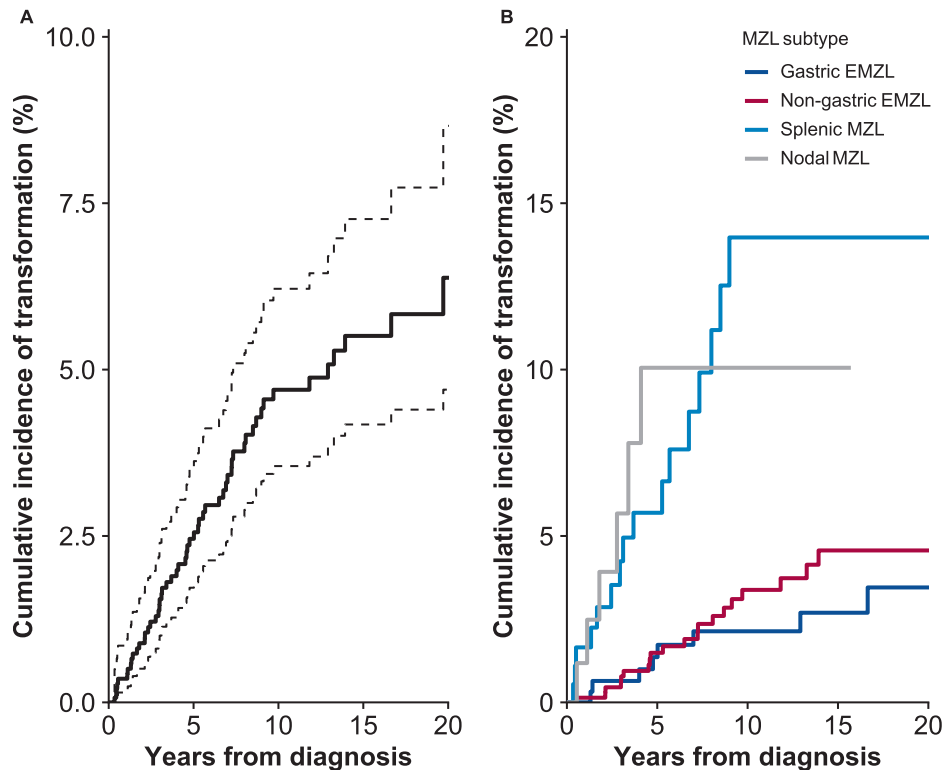 A
Cumulative incidence of transformation (%)
10.0
7.5
5.0
2.5
0.0
0 5 10 15 20
Years from diagnosis
B
Cumulative incidence of transformation (%)
20
15
10
5
0
0 5 10 15 20
Years from diagnosis
MZL subtype
Gastric EMZL
Non-gastric EMZL
Splenic MZL
Nodal MZL